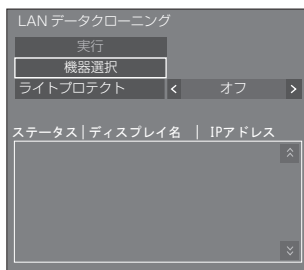 LAN データクローニング
実行
機器選択
ライトプロテクト < オフ >
ステータス | ディスプレイ名 | IPアドレス